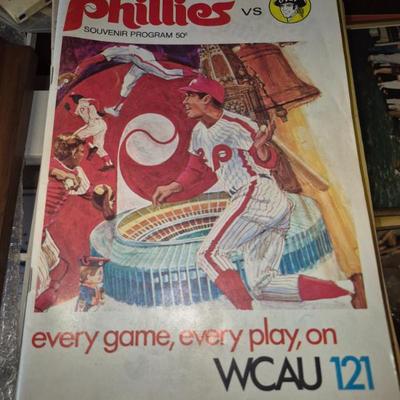 Phillies VS
SOUVENIR PROGRAM 50¢
every game, every play, on
WCAU 121